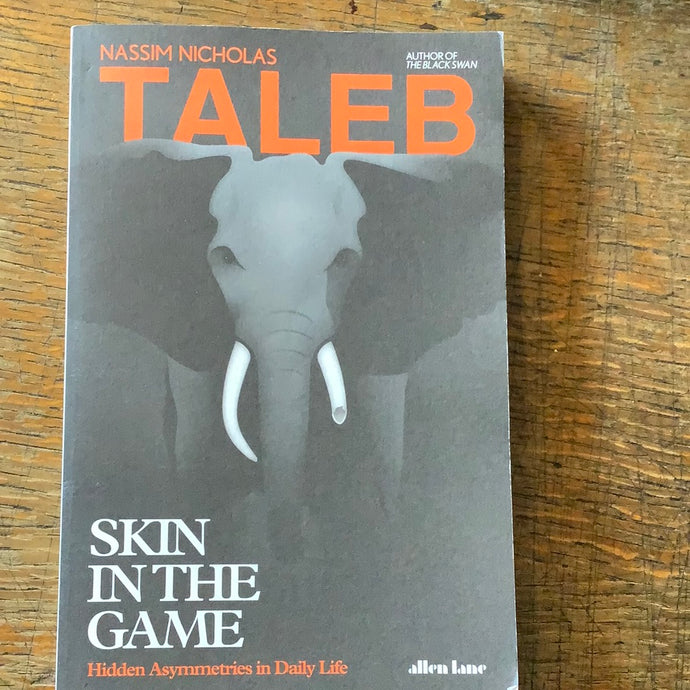 NASSIM NICHOLAS
AUTHOR OF
THE BLACK SWAN
TALEB
SKIN
IN THE
GAME
Hidden Asymmetries in Daily Life
allen lane